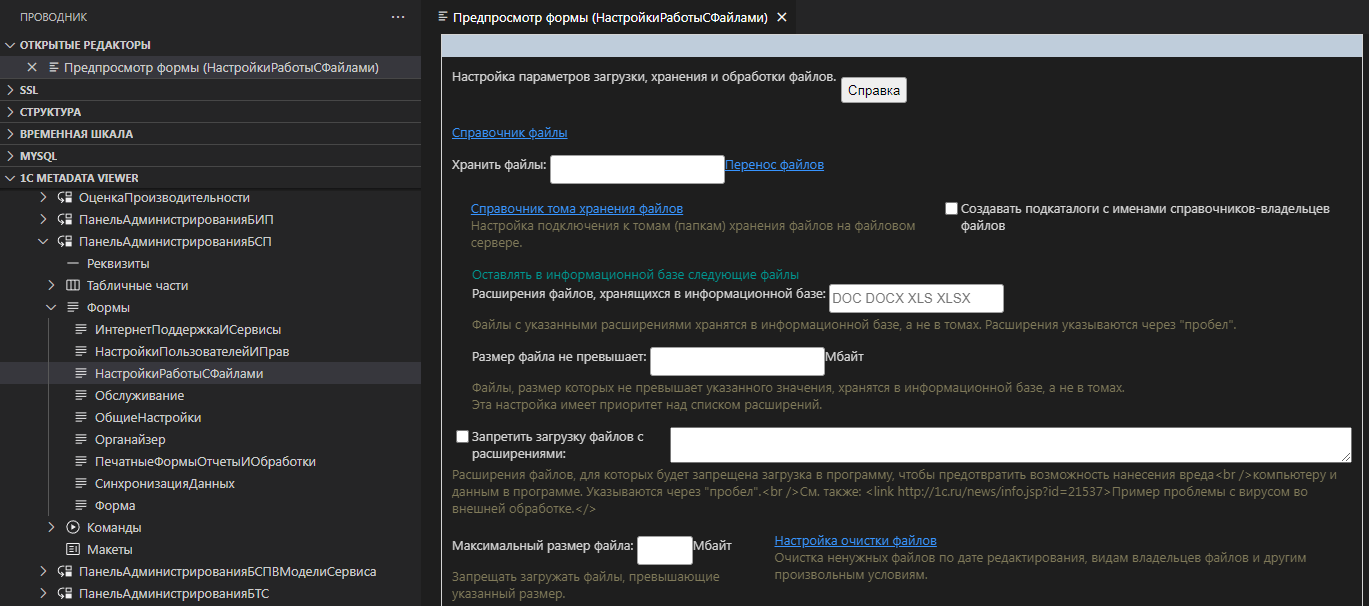 ПРОВОДНИК
ОТКРЫТЫЕ РЕДАКТОРЫ
Предпросмотр формы (НастройкиРаботыСФайлами)
SSL
СТРУКТУРА
ВРЕМЕННАЯ ШКАЛА
MYSQL
1C METADATA VIEWER
ОценкаПроизводительности
ПанельАдминистрированияБИП
ПанельАдминистрированияБСП
Реквизиты
Табличные части
Формы
ИнтернетПоддержкаИСервисы
НастройкиПользователейИПрав
НастройкиРаботыСФайлами
Обслуживание
ОбщиеНастройки
Органайзер
ПечатныеФормыОтчетыИОбработки
СинхронизацияДанных
Форма
Команды
Макеты
ПанельАдминистрированияБСПВМоделиСервиса
ПанельАдминистрированияБТС
Предпросмотр формы (НастройкиРаботыСФайлами)
Настройка параметров загрузки, хранения и обработки файлов. Справка
Справочник файлы
Хранить файлы: Перенос файлов
Справочник тома хранения файлов
Настройка подключения к томам (папкам) хранения файлов на файловом
сервере.
Создавать подкаталоги с именами справочников-владельцев
файлов
Оставлять в информационной базе следующие файлы
Расширения файлов, хранящихся в информационной базе: DOC DOCX XLS XLSX
Файлы с указанными расширениями хранятся в информационной базе, а не в томах. Расширения указываются через "пробел".
Размер файла не превышает: Мбайт
Файлы, размер которых не превышает указанного значения, хранятся в информационной базе, а не в томах.
Эта настройка имеет приоритет над списком расширений.
Запретить загрузку файлов с
расширениями:
Расширения файлов, для которых будет запрещена загрузка в программу, чтобы предотвратить возможность нанесения вреда<br />компьютеру и
данным в программе. Указываются через "пробел".<br />См. также: <link http://1c.ru/news/info.jsp?id=21537>Пример проблемы с вирусом во
внешней обработке.</>
Максимальный размер файла: Мбайт
Запрещать загружать файлы, превышающие
указанный размер.
Настройка очистки файлов
Очистка ненужных файлов по дате редактирования, видам владельцев файлов и другим
произвольным условиям.